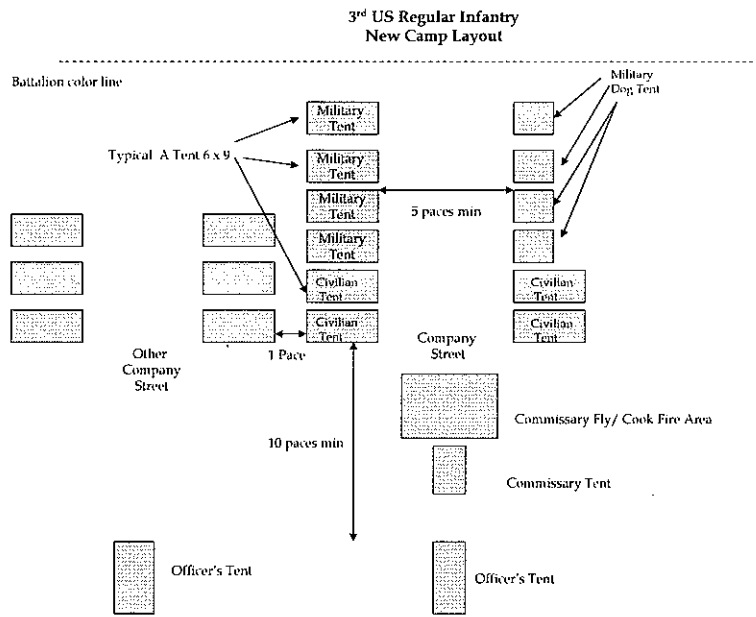 3rd US Regular Infantry
New Camp Layout
Battalion color line
Military
Dog Tent
Military
Tent
Typical A Tent 6 x 9
Military
Tent
Military
Tent
5 paces min
Military
Tent
Civilian
Tent
Civilian
Tent
Civilian
Tent
Civilian
Tent
1 Pace
Company
Street
Other
Company
Street
Commissary Fly/ Cook Fire Area
10 paces min
Commissary Tent
Officer's Tent
Officer's Tent